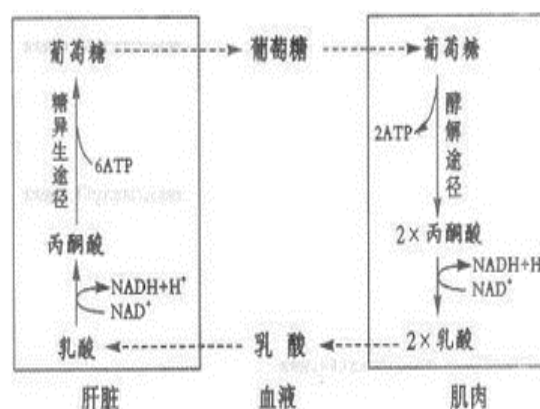 葡萄糖
葡萄糖
葡萄糖
糖异生途径
6ATP
2ATP
酵解途径
丙酮酸
2×丙酮酸
NADH+H⁺
NAD⁺
NADH+H
NAD⁺
乳酸
乳酸
2×乳酸
肝脏
血液
肌肉